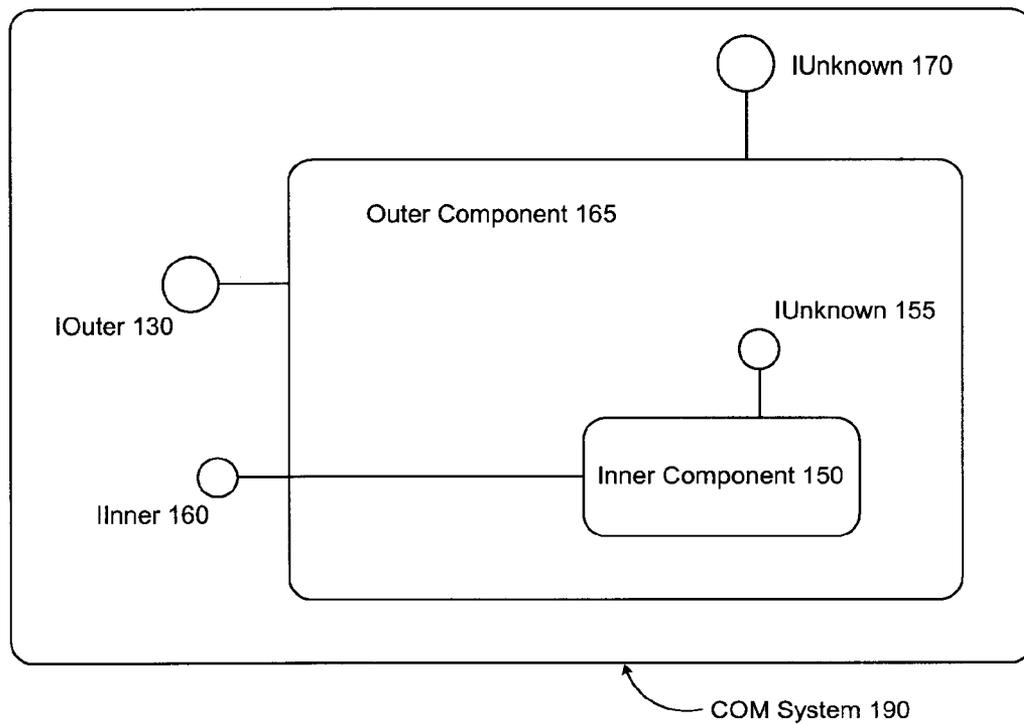 IUnknown 170
Outer Component 165
IUnknown 155
IOuter 130
Inner Component 150
IInner 160
COM System 190